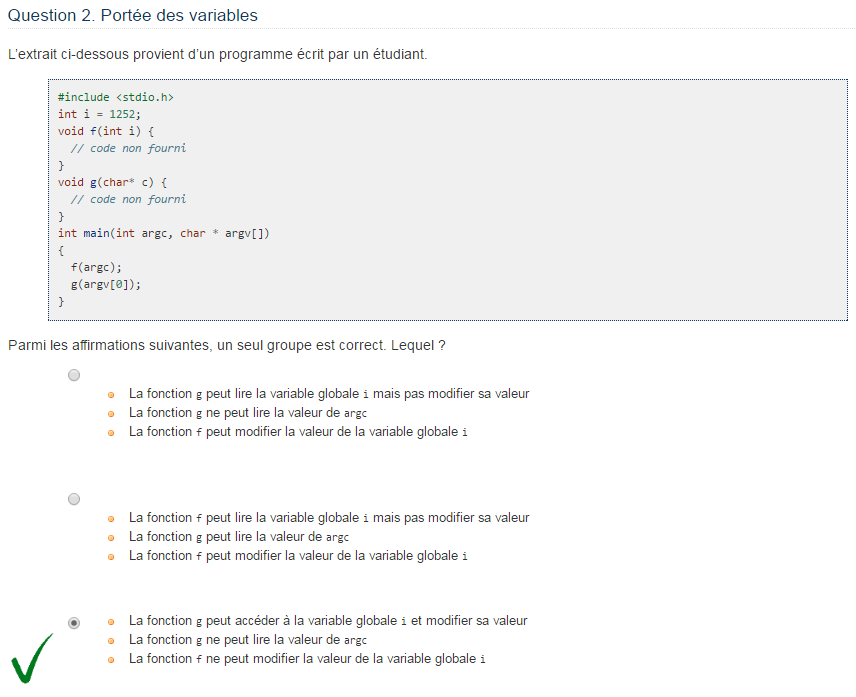 Question 2. Portée des variables
L'extrait ci-dessous provient d'un programme écrit par un étudiant.
#include <stdio.h>
int i = 1252;
void f(int i) {
  // code non fourni
}
void g(char* c) {
  // code non fourni
}
int main(int argc, char * argv[])
{
  f(argc);
  g(argv[0]);
}
Parmi les affirmations suivantes, un seul groupe est correct. Lequel ?
La fonction g peut lire la variable globale i mais pas modifier sa valeur
La fonction g ne peut lire la valeur de argc
La fonction f peut modifier la valeur de la variable globale i
La fonction f peut lire la variable globale i mais pas modifier sa valeur
La fonction g peut lire la valeur de argc
La fonction f peut modifier la valeur de la variable globale i
La fonction g peut accéder à la variable globale i et modifier sa valeur
La fonction g ne peut lire la valeur de argc
La fonction f ne peut modifier la valeur de la variable globale i